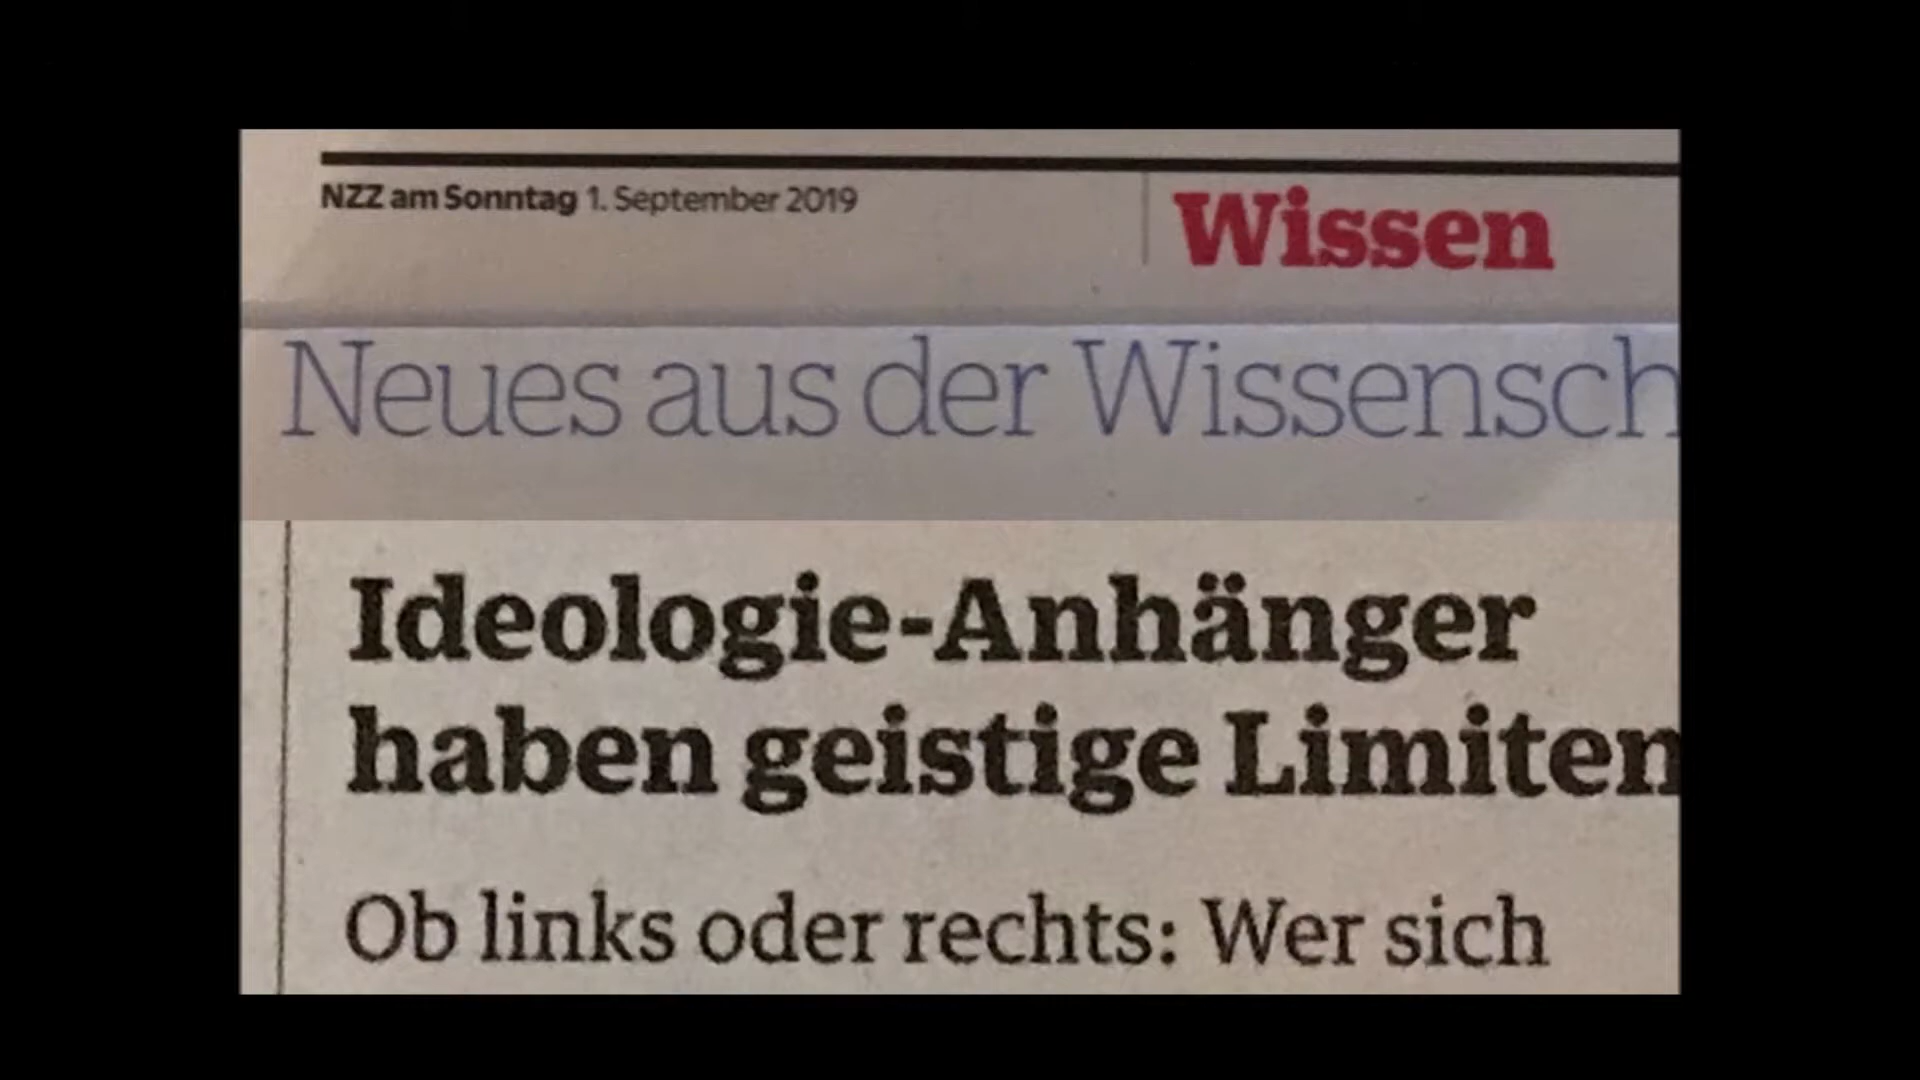 NZZ am Sonntag 1. September 2019
Wissen
Neues aus der Wissensch
Ideologie-Anhänger
haben geistige Limiten
Ob links oder rechts: Wer sich